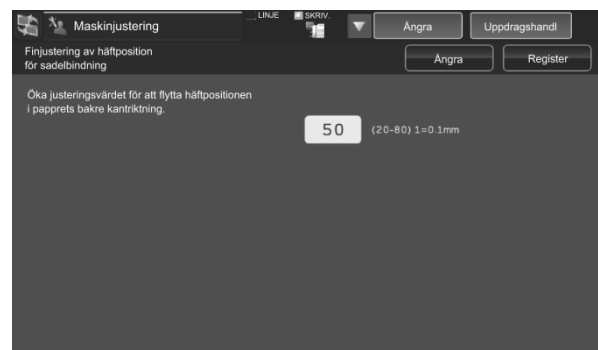 Maskinjustering
LINJE
SKRIV.
Ångra
Uppdragshandl
Finjustering av häftposition
för sadelbindning
Ångra
Register
Öka justeringsvärdet för att flytta häftpositionen
i papprets bakre kantriktning.
50
(20-80) 1=0.1mm